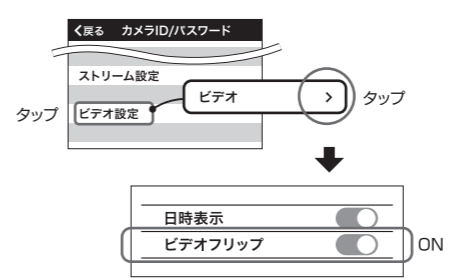 く戻る カメラID/パスワード
ストリーム設定
タップ
ビデオ設定
ビデオ
タップ
日時表示
ビデオフリップ
ON